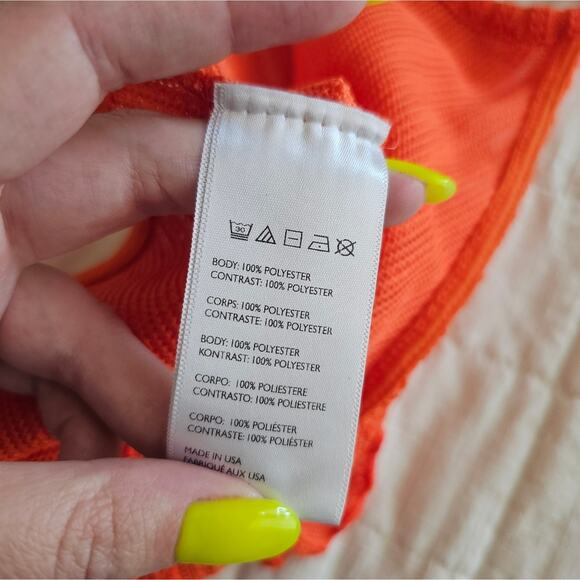 30
BODY: 100% POLYESTER
CONTRAST: 100% POLYESTER
CORPS: 100% POLYESTER
CONTRASTE: 100% POLYESTER
BODY: 100% POLYESTER
KONTRAST: 100% POLYESTER
CORPO: 100% POLIESTERE
CONTRASTO: 100% POLIESTERE
CORPO: 100% POLIÉSTER
CONTRASTE: 100% POLIÉSTER
MADE IN USA
FABRIQUÉ AUX USA